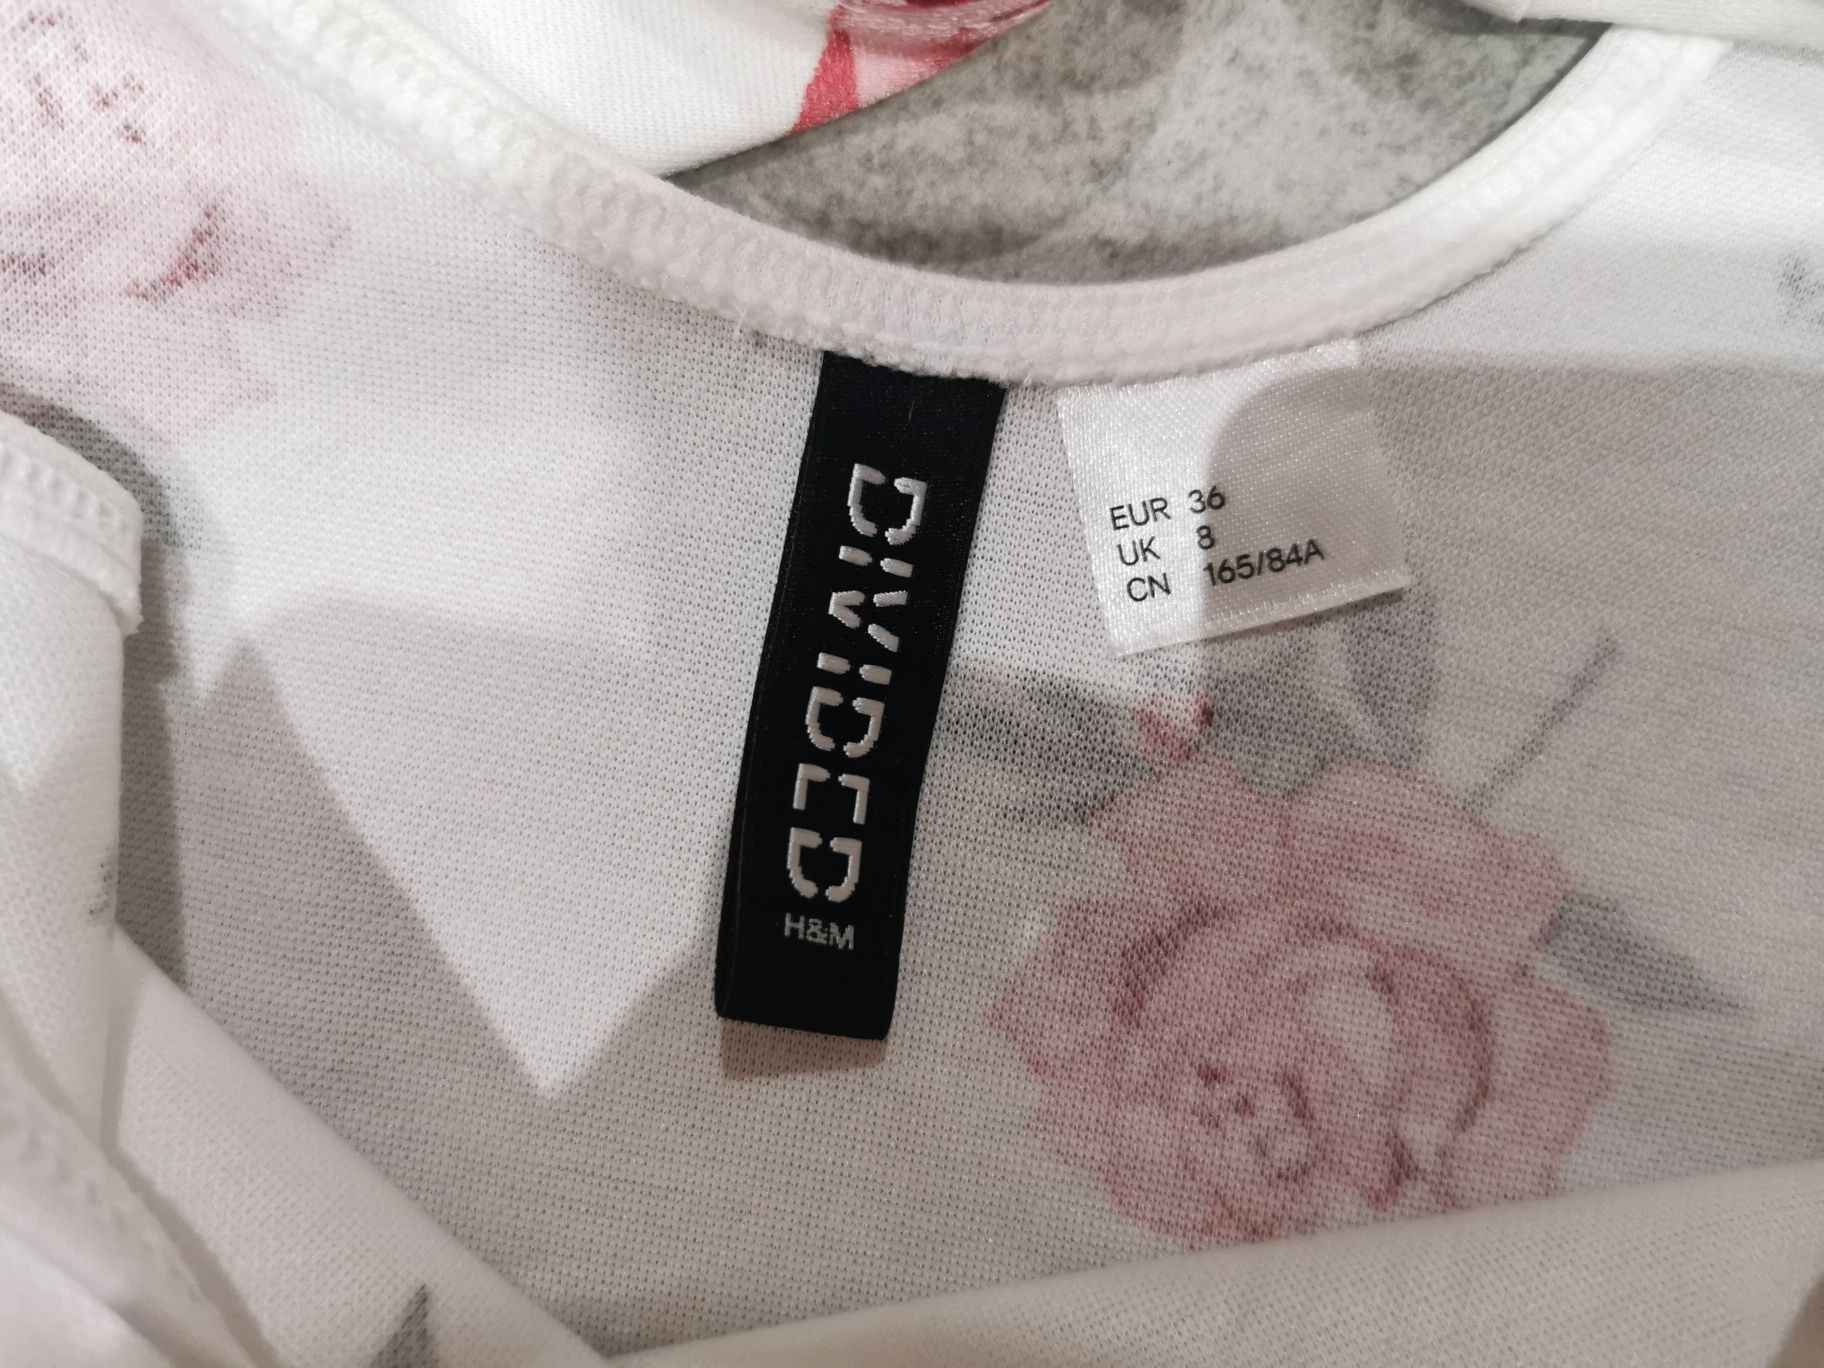 DIVIDED
H&M
EUR 36
UK 8
CN 165/84A